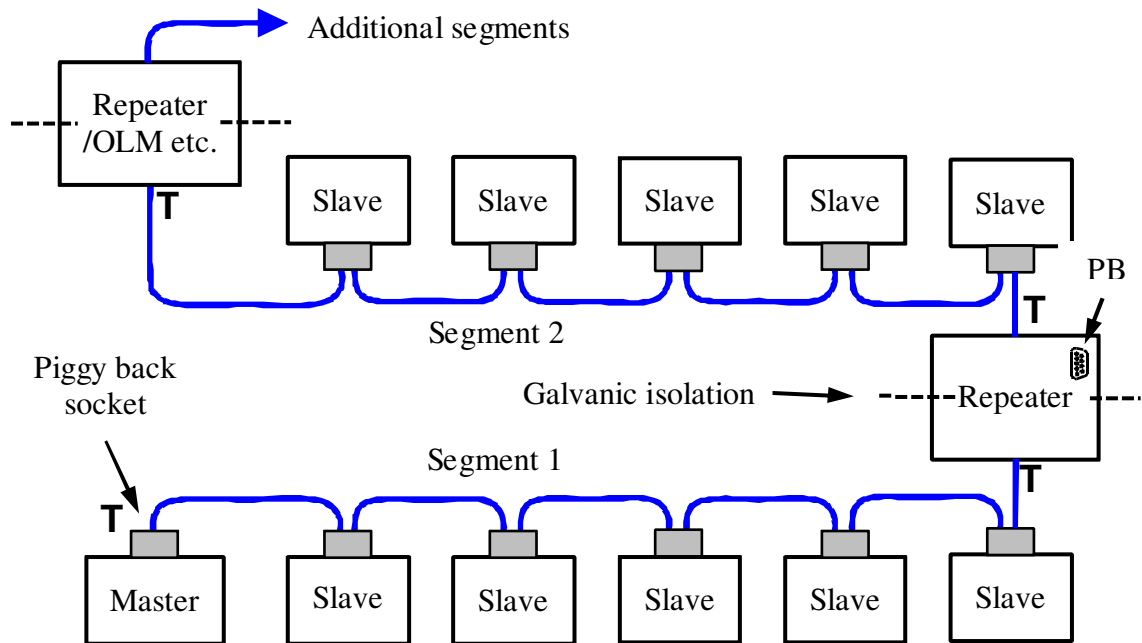 Additional segments
Repeater
/OLM etc.
T
Slave
Slave
Slave
Slave
Slave
PB
T
Segment 2
Piggy back
socket
Galvanic isolation
Repeater
Segment 1
T
T
Master
Slave
Slave
Slave
Slave
Slave